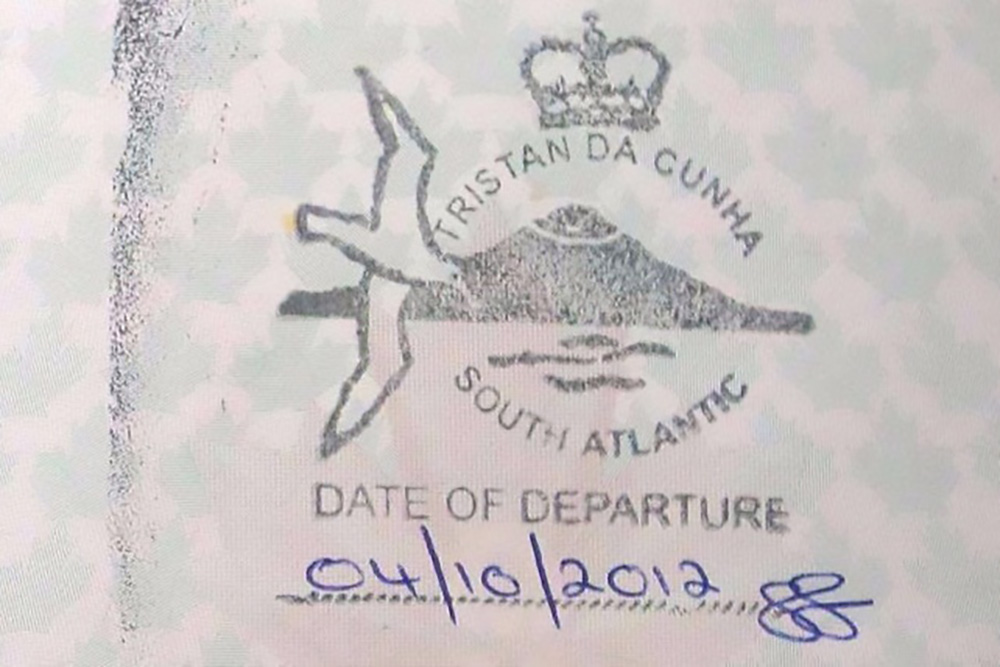 TRISTAN DA CUNHA
SOUTH ATLANTIC
DATE OF DEPARTURE
04/10/2012